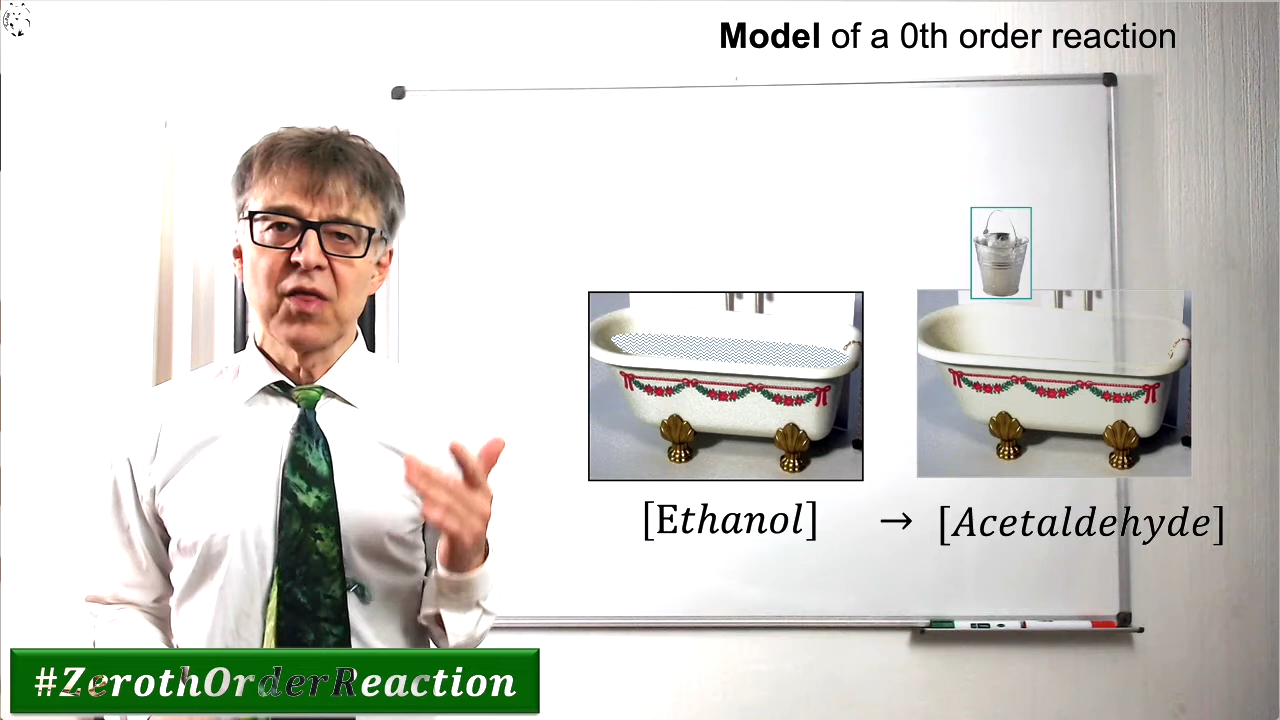 Model of a 0th order reaction
[Ethanol] → [Acetaldehyde]
#ZerothOrderReaction